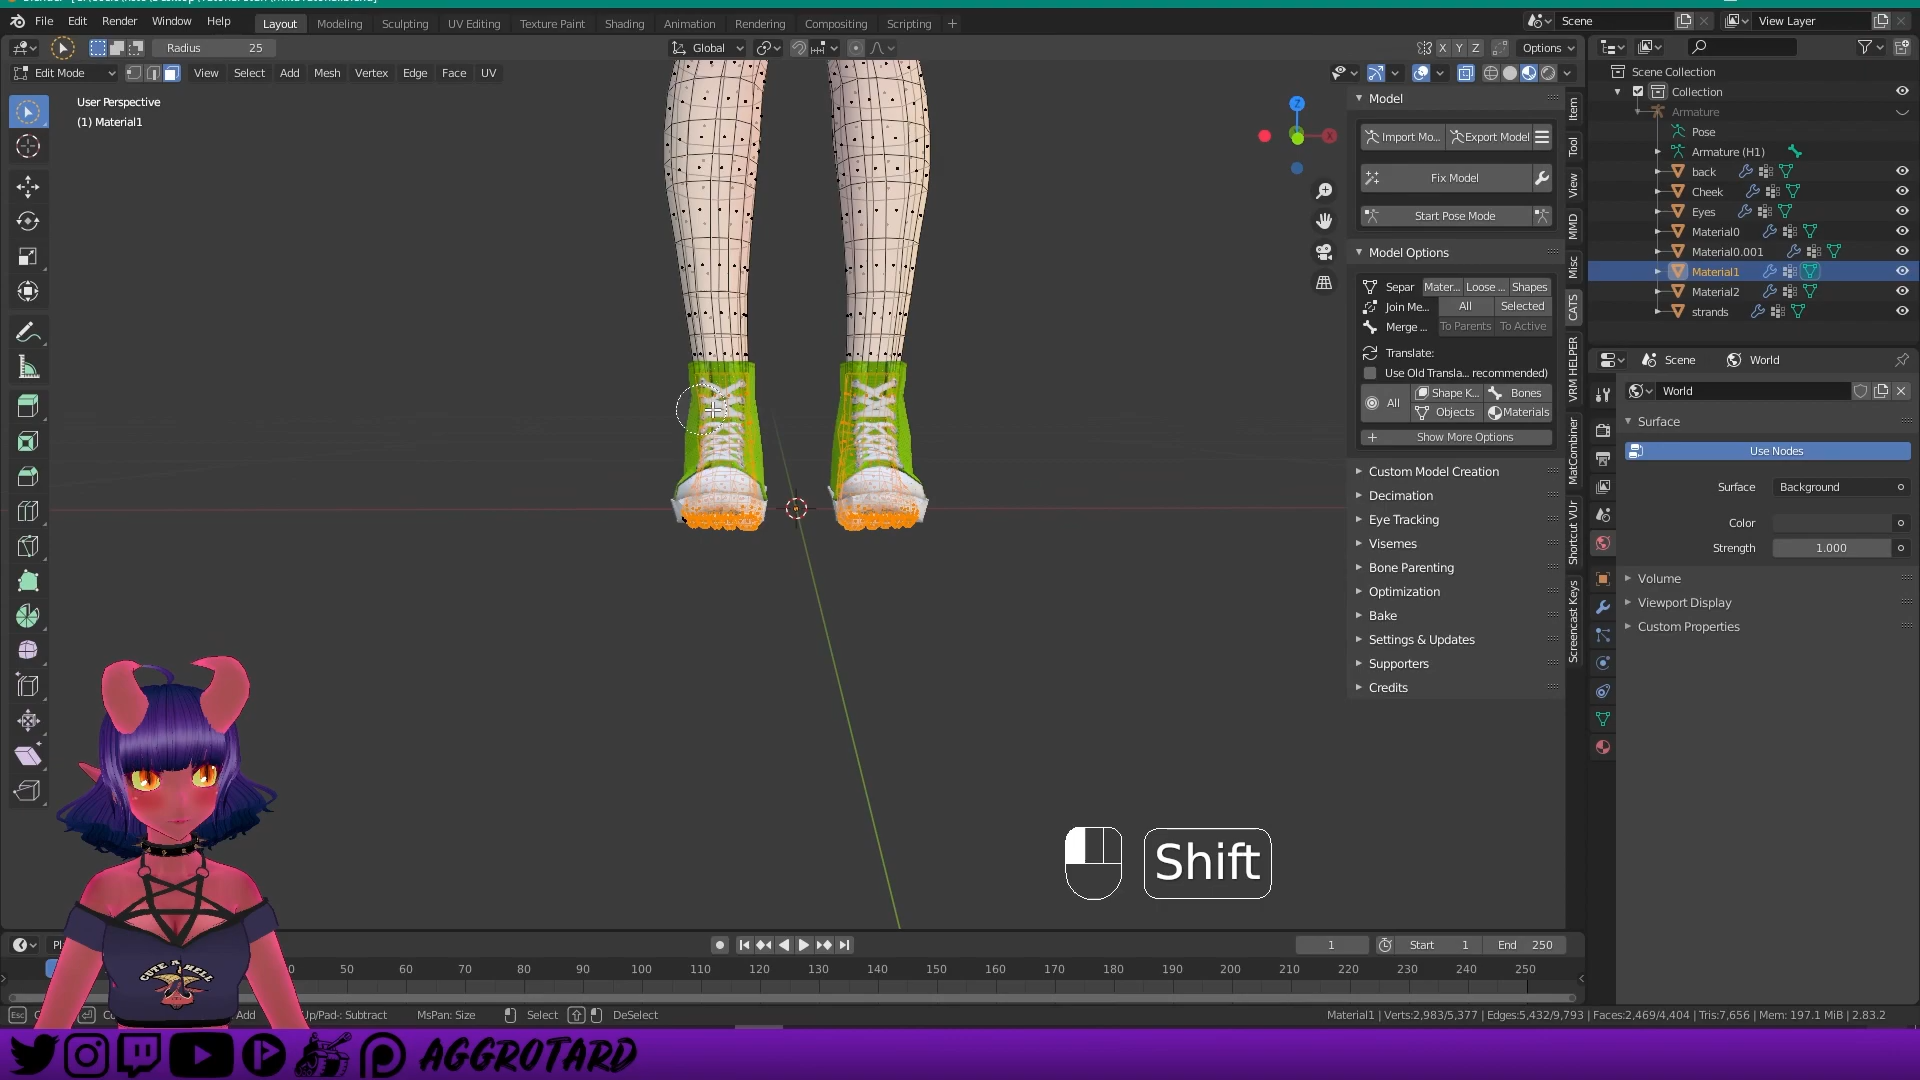 File Edit Render Window Help
Layout Modeling Sculpting UV Editing Texture Paint Shading Animation Rendering Compositing Scripting
Scene
View Layer
Radius 25
Global
X Y Z
Options
Edit Mode
View Select Add Mesh Vertex Edge Face UV
User Perspective
(1) Material1
Z
X
Model
Import Mo... Export Model
Fix Model
Start Pose Mode
Model Options
Separ Mater... Loose ... Shapes
Join Me... All Selected
Merge ... To Parents To Active
Translate:
Use Old Transla... recommended)
All Shape K... Bones
Objects Materials
Show More Options
Custom Model Creation
Decimation
Eye Tracking
Visemes
Bone Parenting
Optimization
Bake
Settings & Updates
Supporters
Credits
Item
Tool
View
MMD
Misc
CATS
VRM HELPER
MatCombiner
Shortcut VUr
Screencast Keys
Scene Collection
Collection
Armature
Pose
Armature (H1)
back
Cheek
Eyes
Material0
Material0.001
Material1
Material2
strands
Scene World
World
Surface
Use Nodes
Surface Background
Color
Strength 1.000
Volume
Viewport Display
Custom Properties
Shift
CUTE A HELL
1 Start 1 End 250
50 60 70 80 90 100 110 120 130 140 150 160 170 180 190 200 210 220 230 240 250
Esc
Add
Up/Pad-: Subtract MsPan: Size Select DeSelect
Material1 | Verts:2,983/5,377 | Edges:5,432/9,793 | Faces:2,469/4,404 | Tris:7,656 | Mem: 197.1 MiB | 2.83.2
AGGROTARD